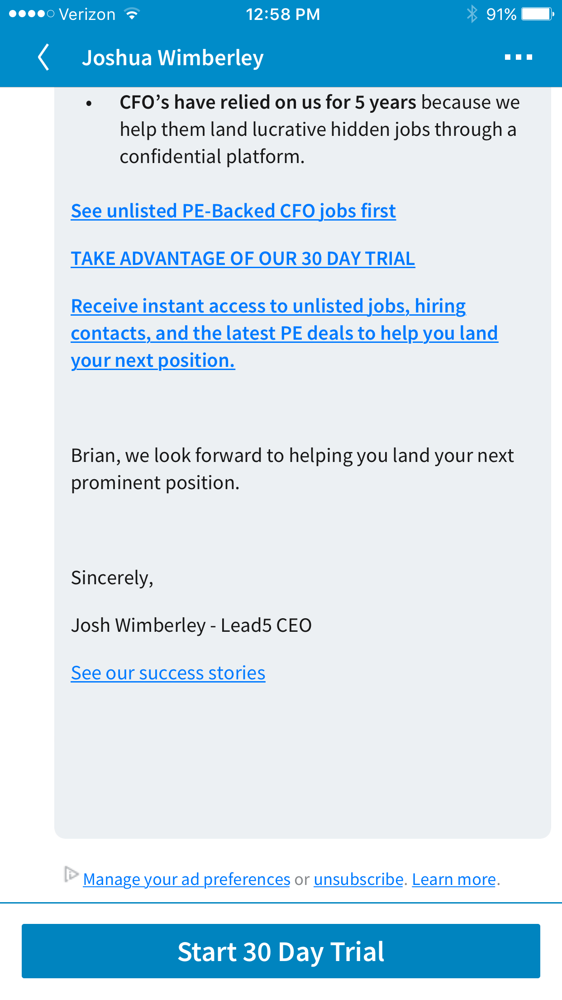 Verizon 12:58 PM 91%
Joshua Wimberley
• CFO’s have relied on us for 5 years because we
help them land lucrative hidden jobs through a
confidential platform.
See unlisted PE-Backed CFO jobs first
TAKE ADVANTAGE OF OUR 30 DAY TRIAL
Receive instant access to unlisted jobs, hiring
contacts, and the latest PE deals to help you land
your next position.
Brian, we look forward to helping you land your next
prominent position.
Sincerely,
Josh Wimberley - Lead5 CEO
See our success stories
Manage your ad preferences or unsubscribe. Learn more.
Start 30 Day Trial